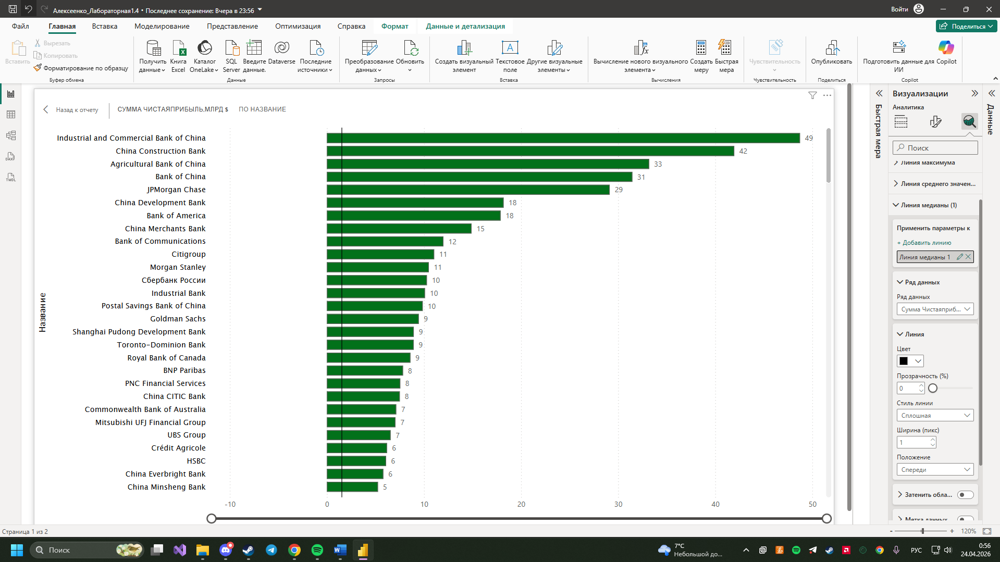 Алексеенко_Лабораторная1.4 • Последнее сохранение: Вчера в 23:56
Войти
Файл
Главная
Вставка
Моделирование
Представление
Оптимизация
Справка
Формат
Данные и детализация
Поделиться
Вставить
Вырезать
Копировать
Форматирование по образцу
Буфер обмена
Получить данные
Книга Excel
Каталог OneLake
SQL Server
Введите данные.
Dataverse
Последние источники
Данные
Преобразование данных
Обновить
Запросы
Создать визуальный элемент
Текстовое поле
Другие визуальные элементы
Вставка
Вычисление нового визуального элемента
Создать меру
Быстрая мера
Вычисления
Чувствительность
Чувствительность
Опубликовать
Поделиться
Подготовить данные для ИИ
Copilot
Copilot
DAX
TMDL
Назад к отчету
СУММА ЧИСТАЯПРИБЫЛЬ,МЛРД $
ПО НАЗВАНИЕ
Название
Industrial and Commercial Bank of China 49
China Construction Bank 42
Agricultural Bank of China 33
Bank of China 31
JPMorgan Chase 29
China Development Bank 18
Bank of America 18
China Merchants Bank 15
Bank of Communications 12
Citigroup 11
Morgan Stanley 11
Сбербанк России 10
Industrial Bank 10
Postal Savings Bank of China 10
Goldman Sachs 9
Shanghai Pudong Development Bank 9
Toronto-Dominion Bank 9
Royal Bank of Canada 9
BNP Paribas 8
PNC Financial Services 8
China CITIC Bank 8
Commonwealth Bank of Australia 7
Mitsubishi UFJ Financial Group 7
UBS Group 7
Crédit Agricole 6
HSBC 6
China Everbright Bank 6
China Minsheng Bank 5
-10 0 10 20 30 40 50
Быстрая мера
Визуализации
Аналитика
Поиск
Линия максимума
Линия среднего значен...
Линия медианы (1)
Применить параметры к
+ Добавить линию
Линия медианы 1
Ряд данных
Ряд данных
Сумма Чистаяприб...
Линия
Цвет
Прозрачность (%)
0
Стиль линии
Сплошная
Ширина (пикс)
1
Положение
Спереди
Затенить обла...
Метка данных
Данные
Страница 1 из 2
- + 120%
Поиск
7°C
Небольшой до...
РУС
0:56
24.04.2026